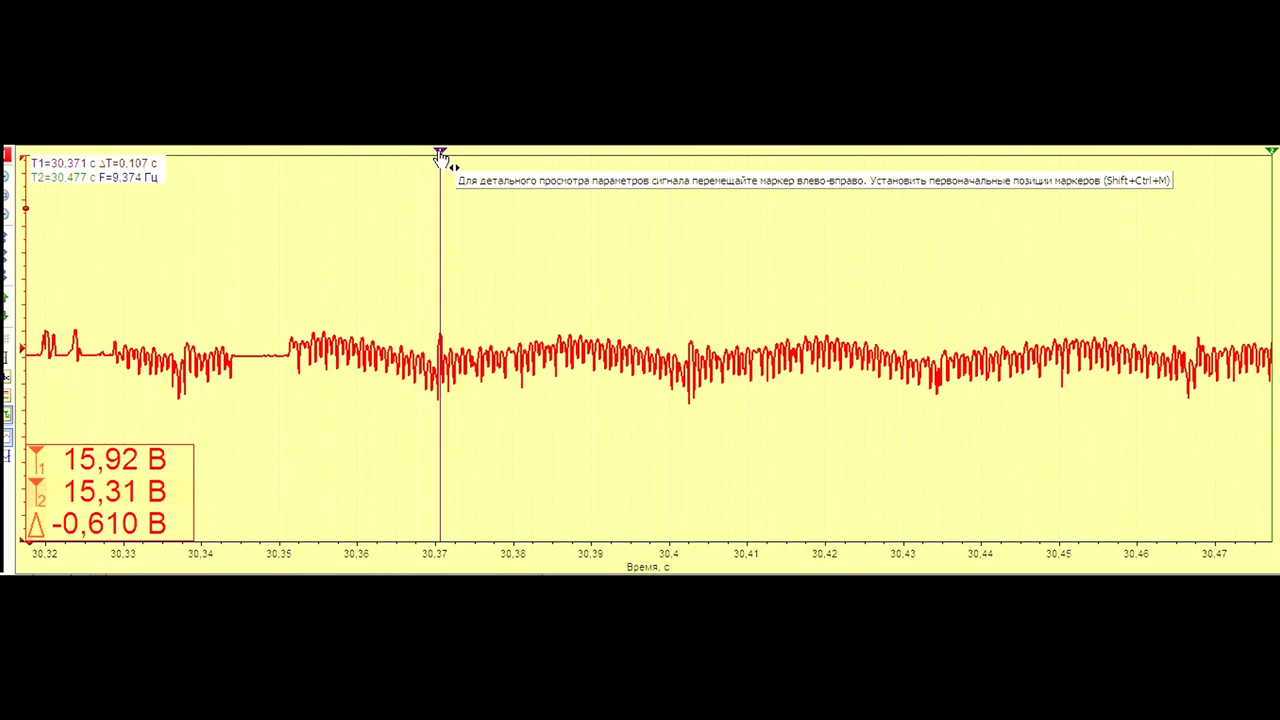 T1=30,371 с ΔT=0,107 с
T2=30,477 с F=9,374 Гц
Для детального просмотра параметров сигнала перемещайте маркер влево-вправо. Установить первоначальные позиции маркеров (Shift+Ctrl+M)
1 15,92 В
2 15,31 В
Δ -0,610 В
30,32 30,33 30,34 30,35 30,36 30,37 30,38 30,39 30,4 30,41 30,42 30,43 30,44 30,45 30,46 30,47
Время, с